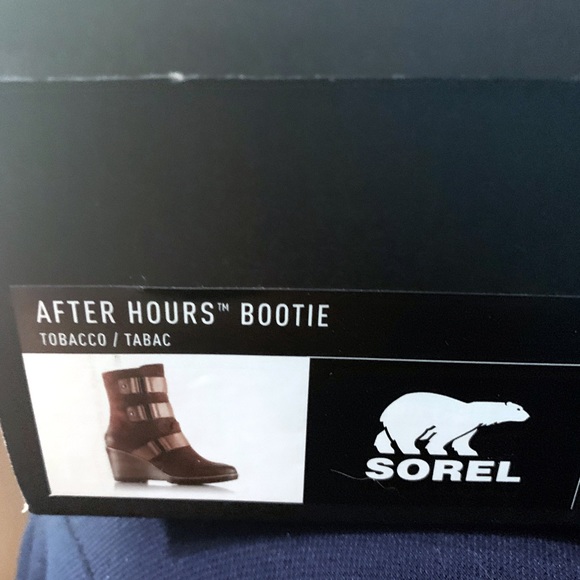 AFTER HOURS™ BOOTIE
TOBACCO / TABAC
SOREL